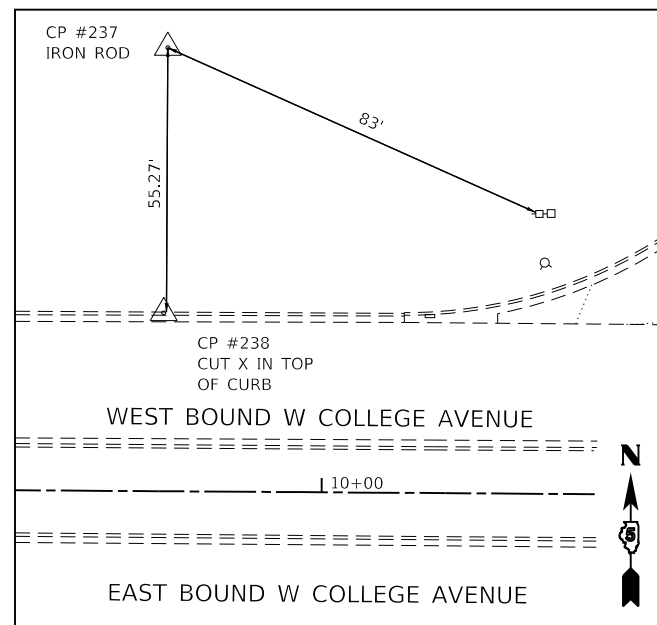 CP #237
IRON ROD
83'
55.27'
CP #238
CUT X IN TOP
OF CURB
WEST BOUND W COLLEGE AVENUE
N
10+00
5
EAST BOUND W COLLEGE AVENUE